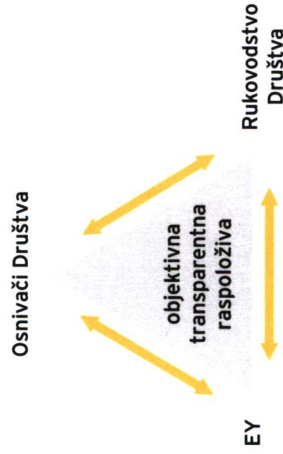 Osnivači Društva
objektivna
transparentna
raspoloživa
EY
Rukovodstvo
Društva